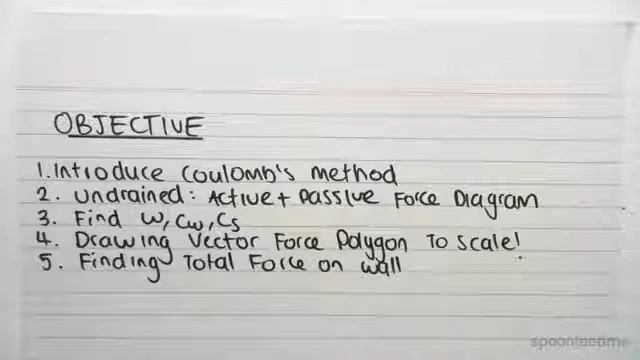 OBJECTIVE
1. Introduce Coulomb's method
2. Undrained: Active + Passive Force Diagram
3. Find W, Cw, Cs
4. Drawing Vector Force Polygon To Scale!
5. Finding Total Force on Wall
spoonfeedme